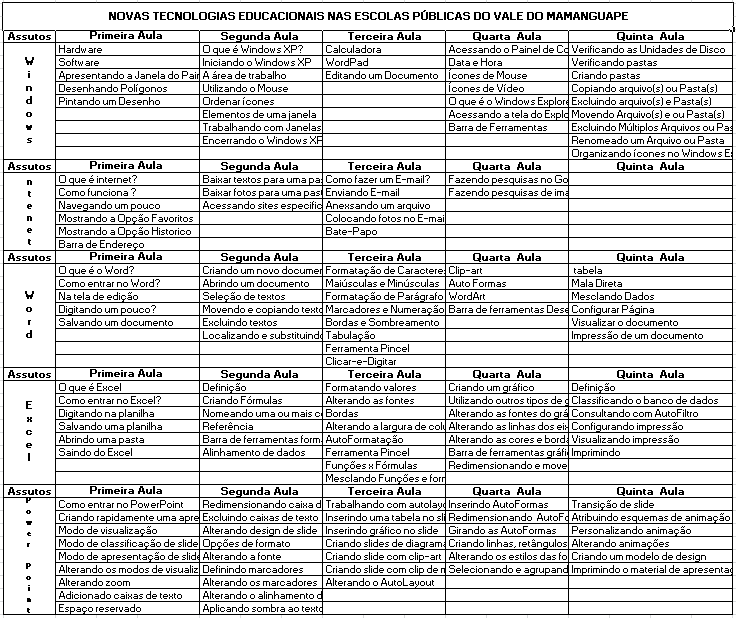 NOVAS TECNOLOGIAS EDUCACIONAIS NAS ESCOLAS PÚBLICAS DO VALE DO MAMANGUAPE
Assutos Primeira Aula Segunda Aula Terceira Aula Quarta Aula Quinta Aula
Windows
Hardware O que é Windows XP? Calculadora Acessando o Painel de Co Verificando as Unidades de Disco
Software Iniciando o Windows XP WordPad Data e Hora Verificando pastas
Apresentando a Janela do Pai A área de trabalho Editando um Documento Ícones de Mouse Criando pastas
Desenhando Polígonos Utilizando o Mouse Ícones de Vídeo Copiando arquivo(s) ou Pasta(s)
Pintando um Desenho Ordenar ícones O que é o Windows Explore Excluindo arquivo(s) e Pasta(s)
Elementos de uma janela Acessando a tela do Explo Movendo Arquivo(s) e ou Pasta(s)
Trabalhando com Janelas Barra de Ferramentas Excluindo Múltiplos Arquivos ou Pas
Encerrando o Windows XP Renomeado um Arquivo ou Pasta
Organizando ícones no Windows E
Assutos Primeira Aula Segunda Aula Terceira Aula Quarta Aula Quinta Aula
ntenet
O que é internet? Baixar textos para uma pas Como fazer um E-mail? Fazendo pesquisas no Go
Como funciona ? Baixar fotos para uma past Enviando E-mail Fazendo pesquisas de ima
Navegando um pouco Acessando sites especific Anexsando um arquivo
Mostrando a Opção Favoritos Colocando fotos no E-mai
Mostrando a Opção Historico Bate-Papo
Barra de Endereço
Assutos Primeira Aula Segunda Aula Terceira Aula Quarta Aula Quinta Aula
Word
O que é o Word? Criando um novo documen Formatação de Caractere Clip-art tabela
Como entrar no Word? Abrindo um documento Maiúsculas e Minúsculas Auto Formas Mala Direta
Na tela de edição Seleção de textos Formatação de Parágrafo WordArt Mesclando Dados
Digitando um pouco? Movendo e copiando texto Marcadores e Numeração Barra de ferramentas Dese Configurar Página
Salvando um documento Excluindo textos Bordas e Sombreamento Visualizar o documento
Localizando e substituindo Tabulação Impressão de um documento
Ferramenta Pincel
Clicar-e-Digitar
Assutos Primeira Aula Segunda Aula Terceira Aula Quarta Aula Quinta Aula
Excel
O que é Excel Definição Formatando valores Criando um gráfico Definição
Como entrar no Excel? Criando Fórmulas Alterando as fontes Utilizando outros tipos de g Classificando o banco de dados
Digitando na planilha Nomeando uma ou mais c Bordas Alterando as fontes do grá Consultando com AutoFiltro
Salvando uma planilha Referência Alterando a largura de colu Alterando as linhas dos eix Configurando impressão
Abrindo uma pasta Barra de ferramentas form AutoFormatação Alterando as cores e borda Visualizando impressão
Saindo do Excel Alinhamento de dados Ferramenta Pincel Barra de ferramentas gráfi Imprimindo
Funções x Fórmulas Redimensionando e move
Mesclando Funções e forr
Assutos Primeira Aula Segunda Aula Terceira Aula Quarta Aula Quinta Aula
Power Point
Como entrar no PowerPoint Redimensionando caixa d Trabalhando com autolayo Inserindo AutoFormas Transição de slide
Criando rapidamente uma apre Excluindo caixas de texto Inserindo uma tabela no sl Redimensionando AutoFo Atribuindo esquemas de animação
Modo de visualização Alterando design de slide Inserindo gráfico no slide Girando as AutoFormas Personalizando animação
Modo de classificação de slide Opções de formato Criando slides de diagrama Criando linhas, retângulos Alterando animações
Modo de apresentação de slide Alterando a fonte Criando slide com clip-art Alterando os estilos das fo Criando um modelo de design
Alterando os modos de visualiz Definindo marcadores Criando slide com clip de m Selecionando e agrupand Imprimindo o material de apresentaç
Alterando zoom Alterando os marcadores Alterando o AutoLayout
Adicionado caixas de texto Alterando o alinhamento d
Espaço reservado Aplicando sombra ao texto